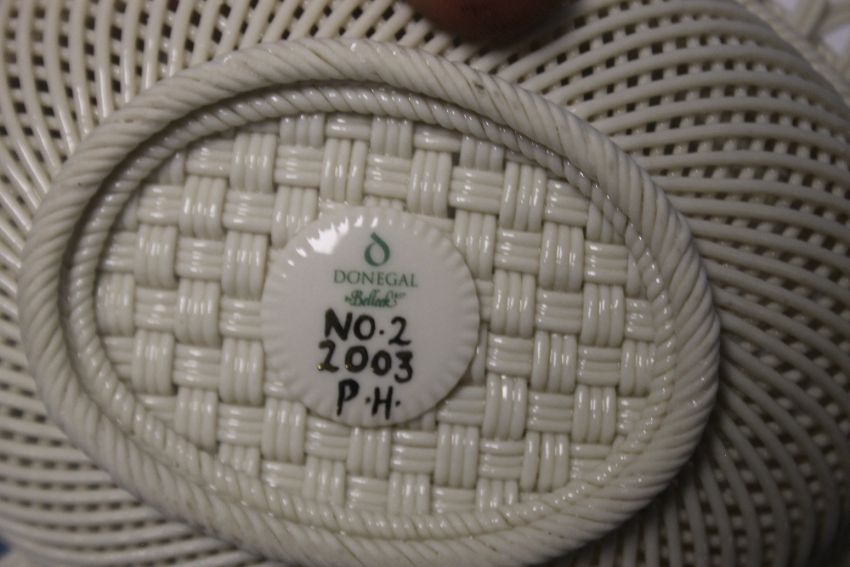 DONEGAL
Belleek
NO.2
2003
P.H.